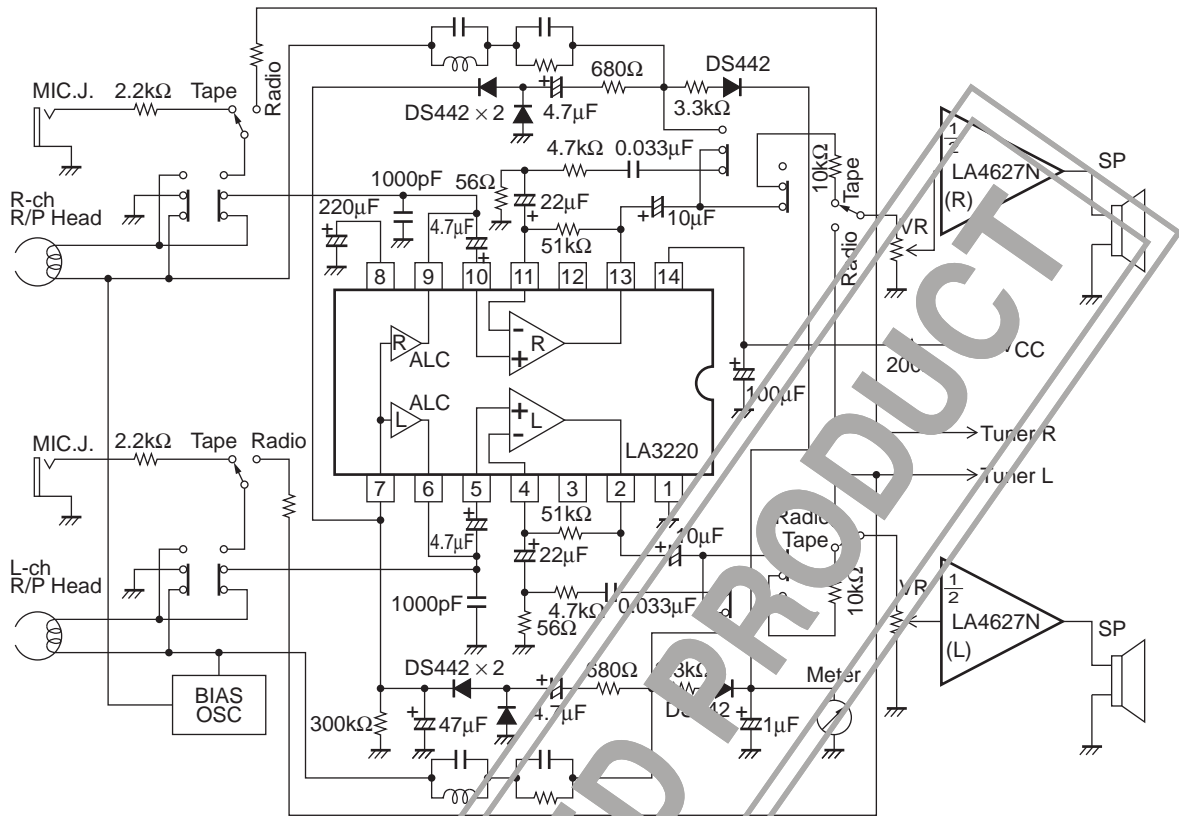 DS442
680Ω
MIC.J.
2.2kΩ
Tape
Radio
DS442 × 2
4.7μF
3.3kΩ
4.7kΩ
0.033μF
10kΩ
Tape
1/2
LA4627N
(R)
SP
R-ch
R/P Head
1000pF
56Ω
220μF
4.7μF
22μF
10μF
51kΩ
VR
Radio
8
9
10
11
12
13
14
R
ALC
R
ALC
L
L
VCC
100μF
MIC.J.
2.2kΩ
Tape
Radio
LA3220
Tuner R
Tuner L
7
6
5
4
3
2
1
51kΩ
10μF
Radio
Tape
4.7μF
22μF
L-ch
R/P Head
1000pF
4.7kΩ
0.033μF
56Ω
10kΩ
VR
1/2
LA4627N
(L)
SP
BIAS
OSC
DS442 × 2
680Ω
Meter
300kΩ
47μF
4.7μF
1μF
PRODUCT